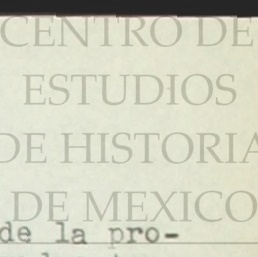 CENTRO DE
ESTUDIOS
DE HISTORIA
DE MEXICO
de la pro-